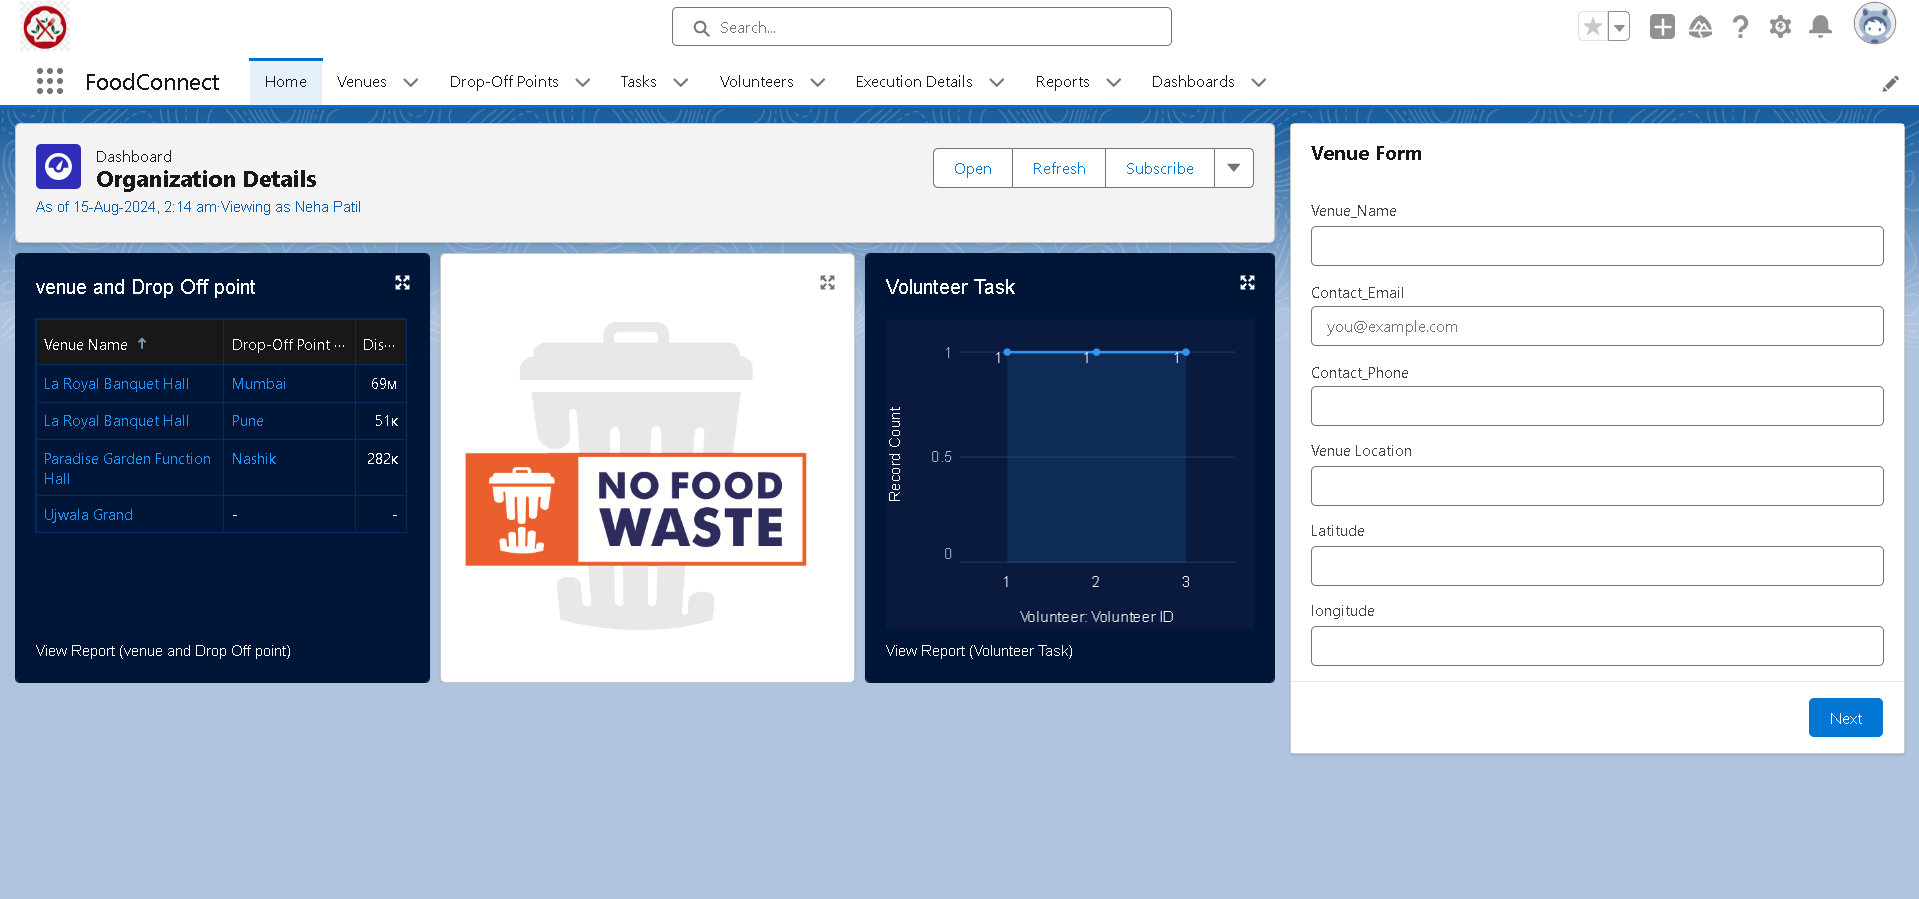 Search...
FoodConnect
Home
Venues
Drop-Off Points
Tasks
Volunteers
Execution Details
Reports
Dashboards
Dashboard
Organization Details
As of 15-Aug-2024, 2:14 am·Viewing as Neha Patil
Open
Refresh
Subscribe
venue and Drop Off point
Venue Name ↑ Drop-Off Point ... Dis...
La Royal Banquet Hall Mumbai 69M
La Royal Banquet Hall Pune 51K
Paradise Garden Function Nashik 282K
Hall
Ujwala Grand - -
View Report (venue and Drop Off point)
NO FOOD
WASTE
Volunteer Task
Record Count
1
0.5
0
1 1 1
1 2 3
Volunteer: Volunteer ID
View Report (Volunteer Task)
Venue Form
Venue_Name
Contact_Email
you@example.com
Contact_Phone
Venue Location
Latitude
longitude
Next